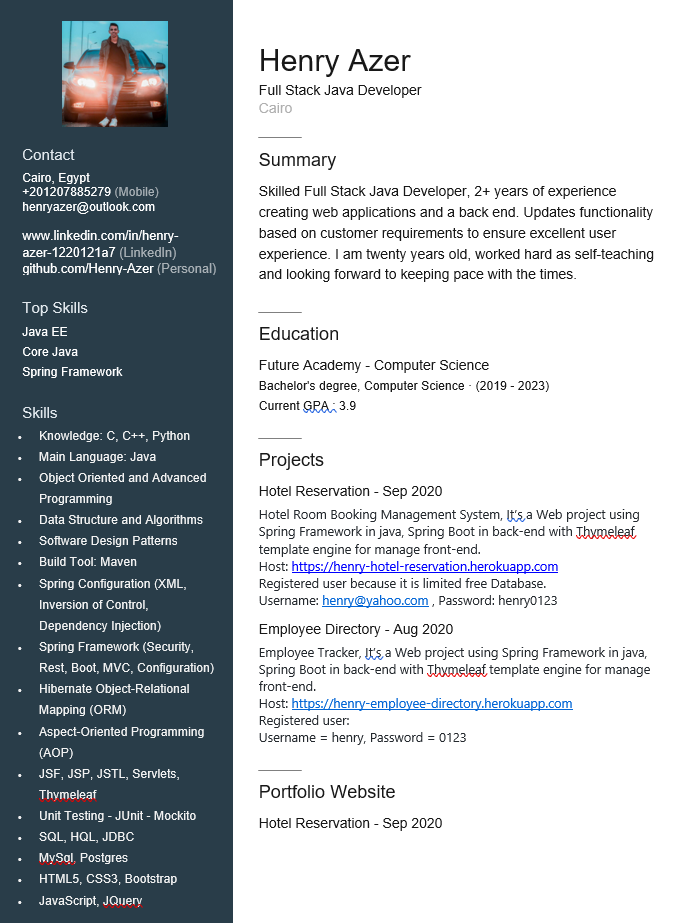 Contact
Cairo, Egypt
+201207885279 (Mobile)
henryazer@outlook.com
www.linkedin.com/in/henry-
azer-1220121a7 (LinkedIn)
github.com/Henry-Azer (Personal)
Top Skills
Java EE
Core Java
Spring Framework
Skills
• Knowledge: C, C++, Python
• Main Language: Java
• Object Oriented and Advanced
Programming
• Data Structure and Algorithms
• Software Design Patterns
• Build Tool: Maven
• Spring Configuration (XML,
Inversion of Control,
Dependency Injection)
• Spring Framework (Security,
Rest, Boot, MVC, Configuration)
• Hibernate Object-Relational
Mapping (ORM)
• Aspect-Oriented Programming
(AOP)
• JSF, JSP, JSTL, Servlets,
Thymeleaf
• Unit Testing - JUnit - Mockito
• SQL, HQL, JDBC
• MySql, Postgres
• HTML5, CSS3, Bootstrap
• JavaScript, JQuery
Henry Azer
Full Stack Java Developer
Cairo
Summary
Skilled Full Stack Java Developer, 2+ years of experience
creating web applications and a back end. Updates functionality
based on customer requirements to ensure excellent user
experience. I am twenty years old, worked hard as self-teaching
and looking forward to keeping pace with the times.
Education
Future Academy - Computer Science
Bachelor's degree, Computer Science · (2019 - 2023)
Current GPA : 3.9
Projects
Hotel Reservation - Sep 2020
Hotel Room Booking Management System, It's a Web project using
Spring Framework in java, Spring Boot in back-end with Thymeleaf
template engine for manage front-end.
Host: https://henry-hotel-reservation.herokuapp.com
Registered user because it is limited free Database.
Username: henry@yahoo.com , Password: henry0123
Employee Directory - Aug 2020
Employee Tracker, It's a Web project using Spring Framework in java,
Spring Boot in back-end with Thymeleaf template engine for manage
front-end.
Host: https://henry-employee-directory.herokuapp.com
Registered user:
Username = henry, Password = 0123
Portfolio Website
Hotel Reservation - Sep 2020